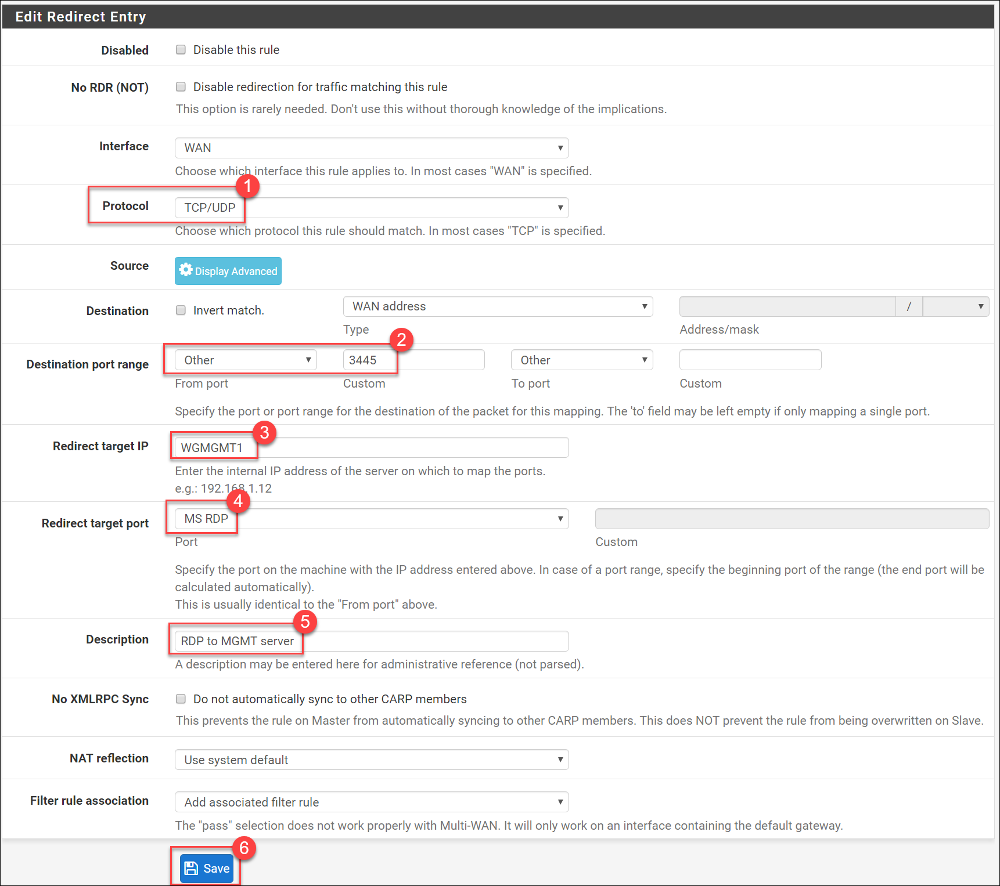 Edit Redirect Entry
Disabled Disable this rule
No RDR (NOT) Disable redirection for traffic matching this rule
This option is rarely needed. Don't use this without thorough knowledge of the implications.
Interface WAN
Choose which interface this rule applies to. In most cases "WAN" is specified.
1
Protocol TCP/UDP
Choose which protocol this rule should match. In most cases "TCP" is specified.
Source Display Advanced
Destination Invert match. WAN address /
Type Address/mask
2
Destination port range Other 3445 Other
From port Custom To port Custom
Specify the port or port range for the destination of the packet for this mapping. The 'to' field may be left empty if only mapping a single port.
3
Redirect target IP WGMGMT1
Enter the internal IP address of the server on which to map the ports.
e.g.: 192.168.1.12
4
Redirect target port MS RDP
Port Custom
Specify the port on the machine with the IP address entered above. In case of a port range, specify the beginning port of the range (the end port will be
calculated automatically).
This is usually identical to the "From port" above.
5
Description RDP to MGMT server
A description may be entered here for administrative reference (not parsed).
No XMLRPC Sync Do not automatically sync to other CARP members
This prevents the rule on Master from automatically syncing to other CARP members. This does NOT prevent the rule from being overwritten on Slave.
NAT reflection Use system default
Filter rule association Add associated filter rule
The "pass" selection does not work properly with Multi-WAN. It will only work on an interface containing the default gateway.
6
Save